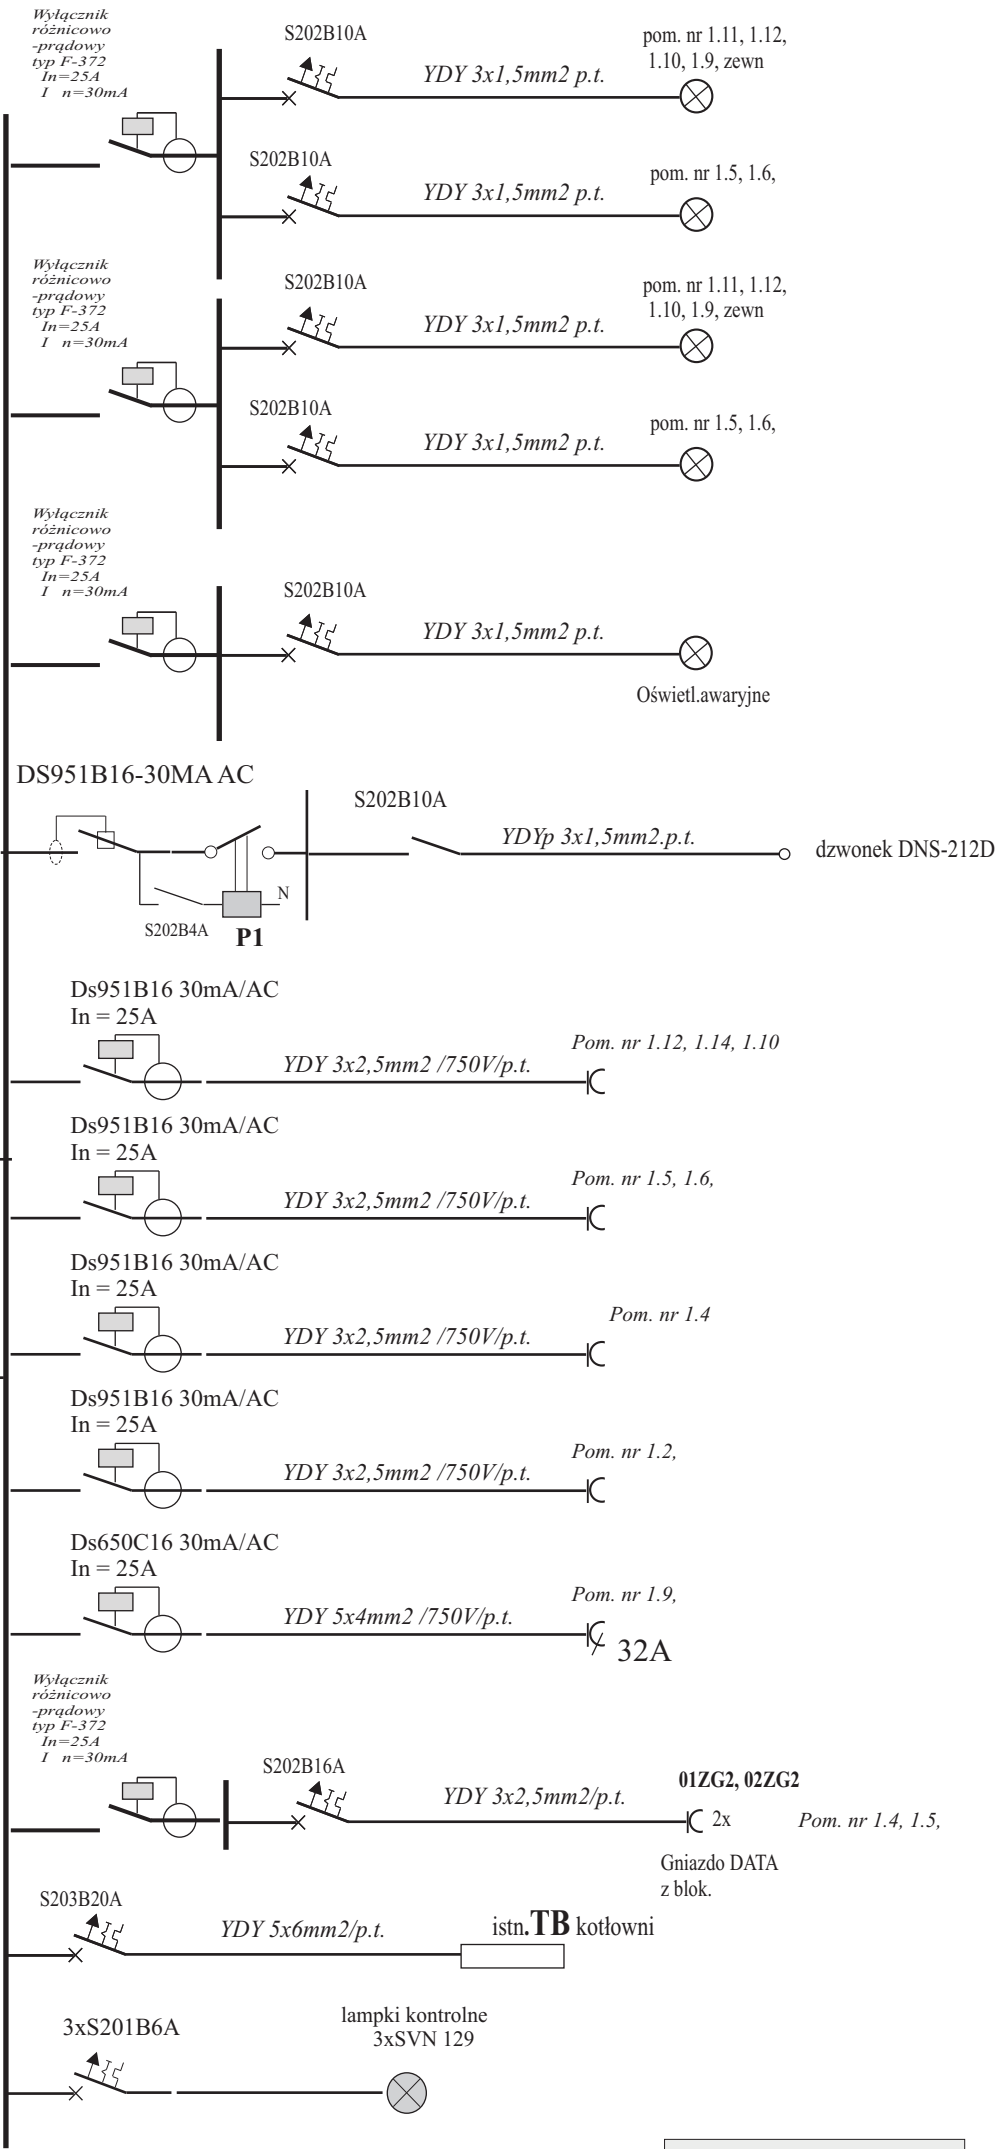 Wyłącznik
różnicowo
-prądowy
typ F-372
In=25A
I n=30mA
S202B10A
YDY 3x1,5mm2 p.t.
pom. nr 1.11, 1.12,
1.10, 1.9, zewn
S202B10A
YDY 3x1,5mm2 p.t.
pom. nr 1.5, 1.6,
Wyłącznik
różnicowo
-prądowy
typ F-372
In=25A
I n=30mA
S202B10A
YDY 3x1,5mm2 p.t.
pom. nr 1.11, 1.12,
1.10, 1.9, zewn
S202B10A
YDY 3x1,5mm2 p.t.
pom. nr 1.5, 1.6,
Wyłącznik
różnicowo
-prądowy
typ F-372
In=25A
I n=30mA
S202B10A
YDY 3x1,5mm2 p.t.
Oświetl.awaryjne
DS951B16-30MA AC
S202B10A
YDYp 3x1,5mm2.p.t.
dzwonek DNS-212D
N
S202B4A
P1
Ds951B16 30mA/AC
In = 25A
YDY 3x2,5mm2 /750V/p.t.
Pom. nr 1.12, 1.14, 1.10
Ds951B16 30mA/AC
In = 25A
YDY 3x2,5mm2 /750V/p.t.
Pom. nr 1.5, 1.6,
Ds951B16 30mA/AC
In = 25A
YDY 3x2,5mm2 /750V/p.t.
Pom. nr 1.4
Ds951B16 30mA/AC
In = 25A
YDY 3x2,5mm2 /750V/p.t.
Pom. nr 1.2,
Ds650C16 30mA/AC
In = 25A
YDY 5x4mm2 /750V/p.t.
Pom. nr 1.9,
32A
Wyłącznik
różnicowo
-prądowy
typ F-372
In=25A
I n=30mA
S202B16A
YDY 3x2,5mm2/p.t.
01ZG2, 02ZG2
2x
Pom. nr 1.4, 1.5,
Gniazdo DATA
z blok.
S203B20A
YDY 5x6mm2/p.t.
istn.TB kotłowni
3xS201B6A
lampki kontrolne
3xSVN 129